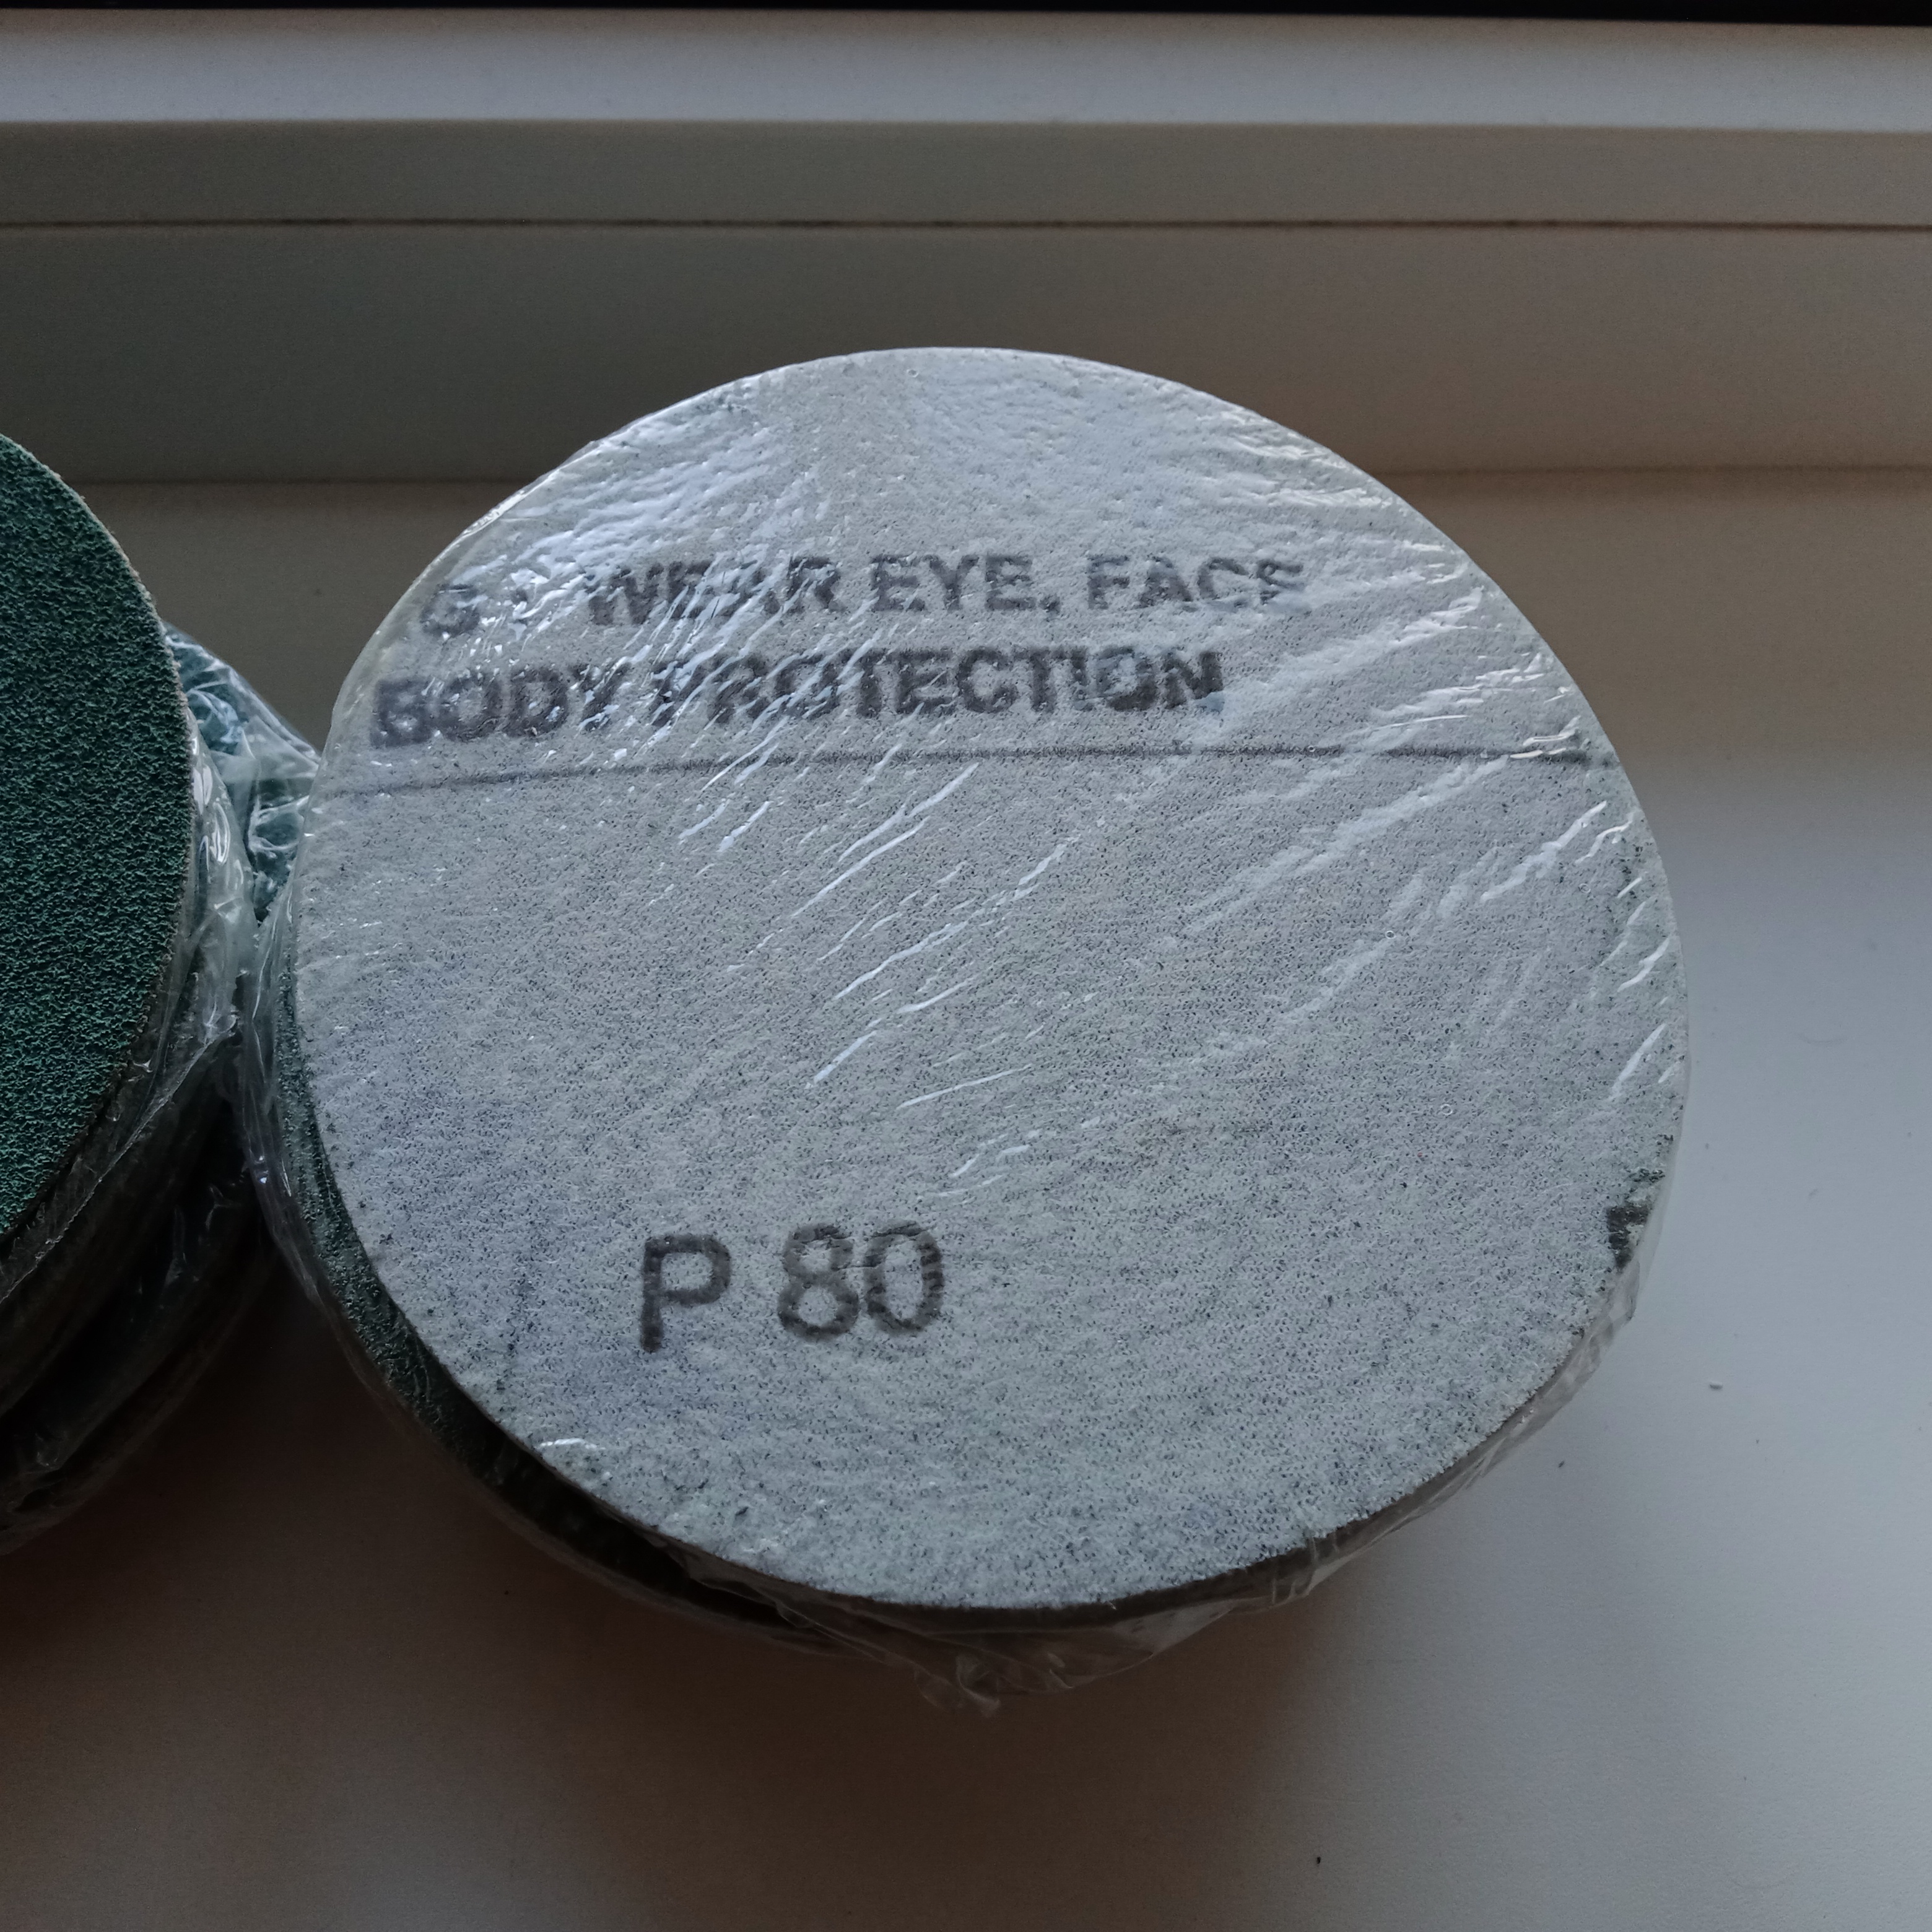 G : WEAR EYE, FACE
BODY PROTECTION
P 80